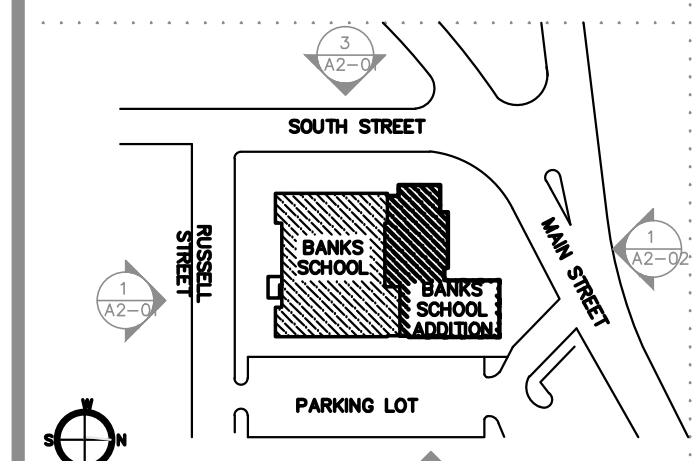 3
A2-01
SOUTH STREET
RUSSELL
STREET
BANKS
SCHOOL
BANKS
SCHOOL
ADDITION
MAIN STREET
1
A2-02
1
A2-01
PARKING LOT
W
S
N